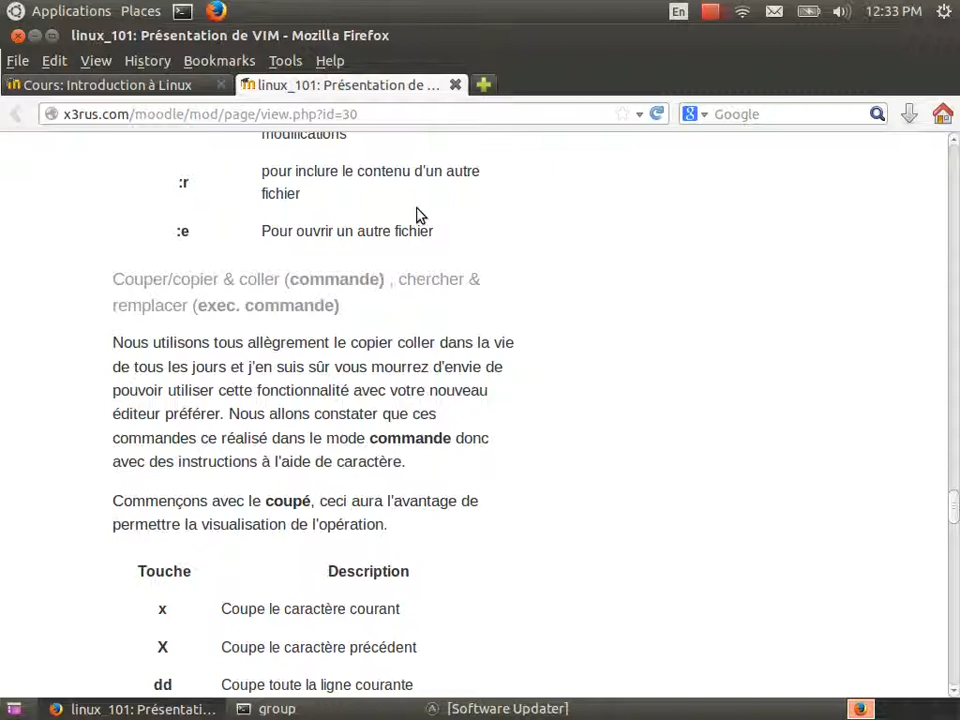 Applications Places En 12:33 PM
linux_101: Présentation de VIM - Mozilla Firefox
File Edit View History Bookmarks Tools Help
Cours: Introduction à Linux linux_101: Présentation de ...
x3rus.com/moodle/mod/page/view.php?id=30 Google
modifications
:r pour inclure le contenu d'un autre
fichier
:e Pour ouvrir un autre fichier
Couper/copier & coller (commande) , chercher &
remplacer (exec. commande)
Nous utilisons tous allègrement le copier coller dans la vie
de tous les jours et j'en suis sûr vous mourrez d'envie de
pouvoir utiliser cette fonctionnalité avec votre nouveau
éditeur préférer. Nous allons constater que ces
commandes ce réalisé dans le mode commande donc
avec des instructions à l'aide de caractère.
Commençons avec le coupé, ceci aura l'avantage de
permettre la visualisation de l'opération.
Touche Description
x Coupe le caractère courant
X Coupe le caractère précédent
dd Coupe toute la ligne courante
linux_101: Présentati... group [Software Updater]